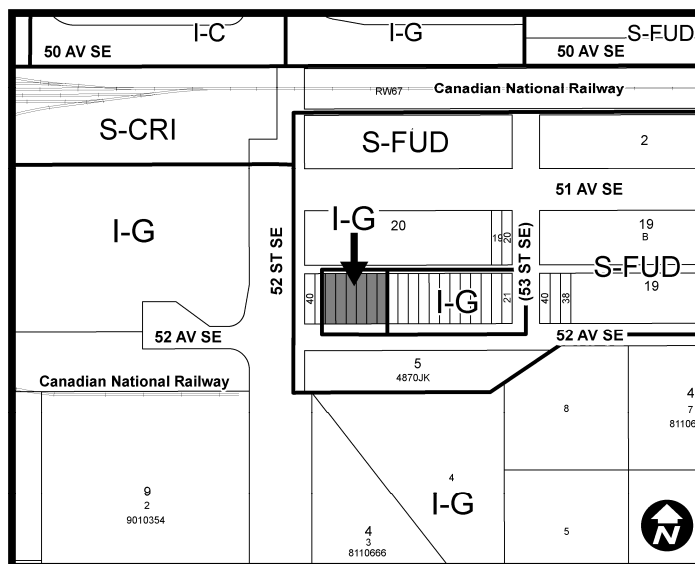 I-C
I-G
S-FUD
50 AV SE
50 AV SE
RW67
Canadian National Railway
S-CRI
S-FUD
2
51 AV SE
I-G
I-G
20
19
20
19
B
52 ST SE
(53 ST SE)
S-FUD
40
I-G
21
40
38
19
52 AV SE
52 AV SE
5
4870JK
Canadian National Railway
8
4
7
81106
9
2
9010354
4
I-G
4
3
8110666
5
N